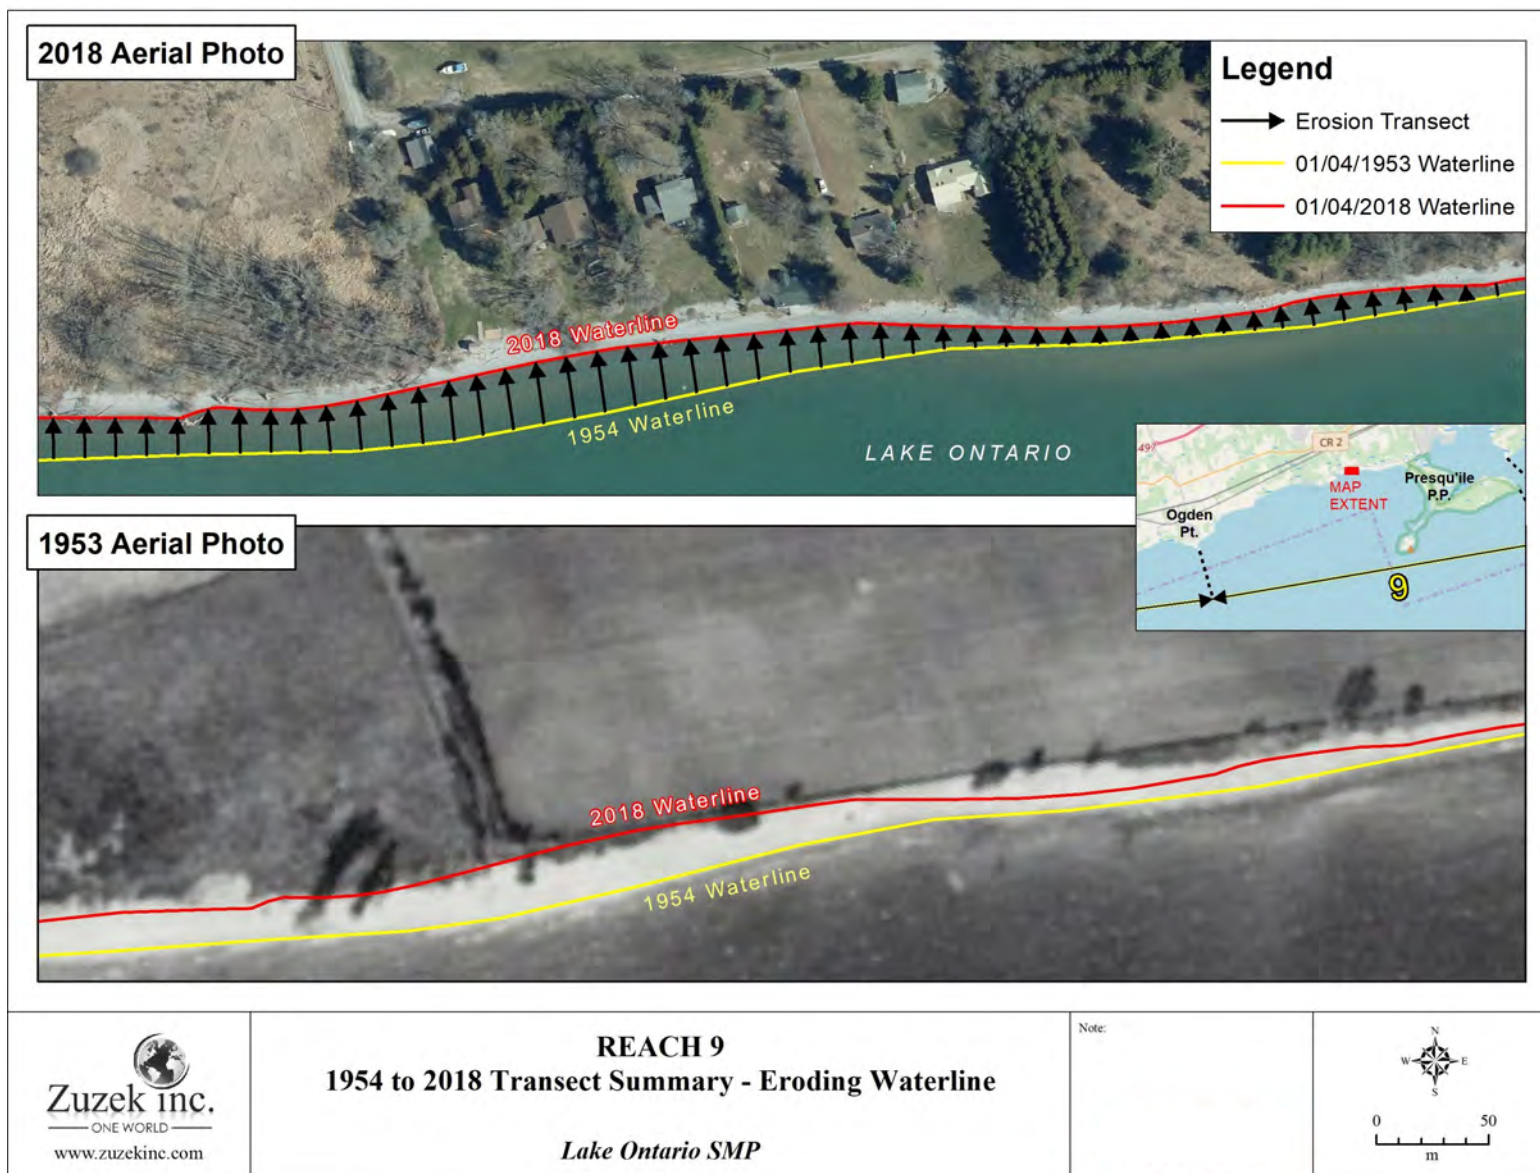 2018 Aerial Photo
Legend
Erosion Transect
01/04/1953 Waterline
01/04/2018 Waterline
2018 Waterline
1954 Waterline
LAKE ONTARIO
497
CR 2
MAP
EXTENT
Presqu'ile
P.P.
Ogden
Pt.
9
1953 Aerial Photo
2018 Waterline
1954 Waterline
Zuzek inc.
ONE WORLD
www.zuzekinc.com
REACH 9
1954 to 2018 Transect Summary - Eroding Waterline
Lake Ontario SMP
Note:
N
W E
S
0 50
m